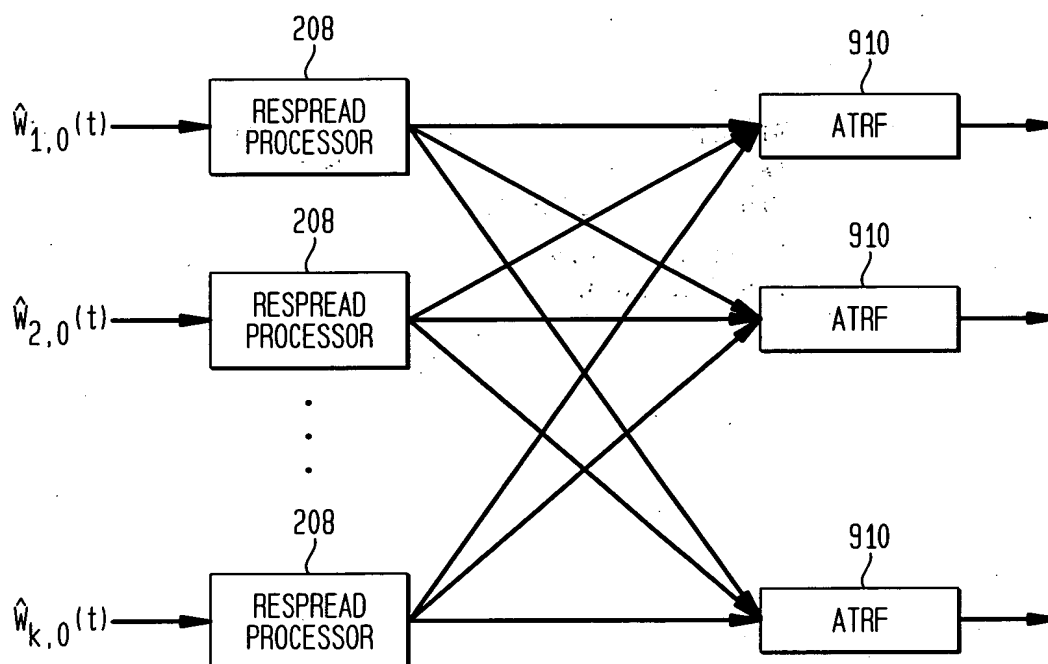 208
910
Ŵ1,0(t)
RESPREAD
PROCESSOR
ATRF
208
910
Ŵ2,0(t)
RESPREAD
PROCESSOR
ATRF
208
910
Ŵk,0(t)
RESPREAD
PROCESSOR
ATRF